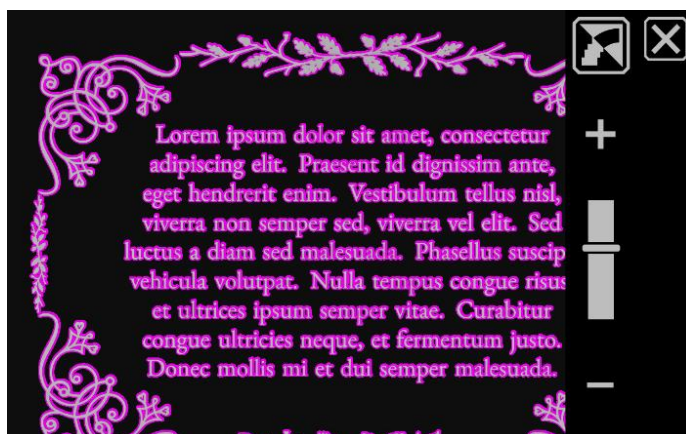 Lorem ipsum dolor sit amet, consectetur
adipiscing elit. Praesent id dignissim ante,
eget hendrerit enim. Vestibulum tellus nisl,
viverra non semper sed, viverra vel elit. Sed
luctus a diam sed malesuada. Phasellus suscip
vehicula volutpat. Nulla tempus congue risus
et ultrices ipsum semper vitae. Curabitur
congue ultricies neque, et fermentum justo.
Donec mollis mi et dui semper malesuada.